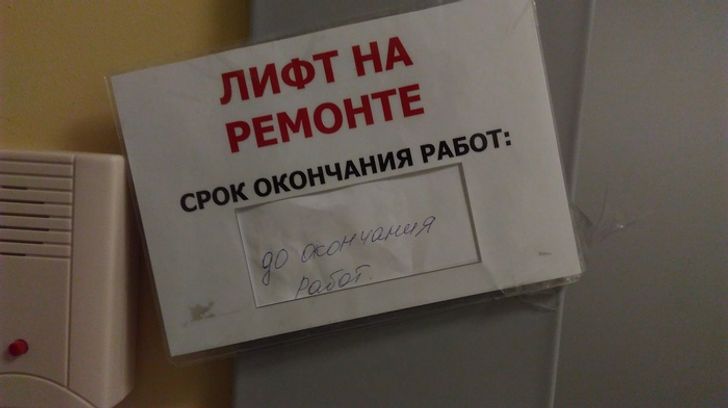 ЛИФТ НА
РЕМОНТЕ
СРОК ОКОНЧАНИЯ РАБОТ:
до окончания
работ.